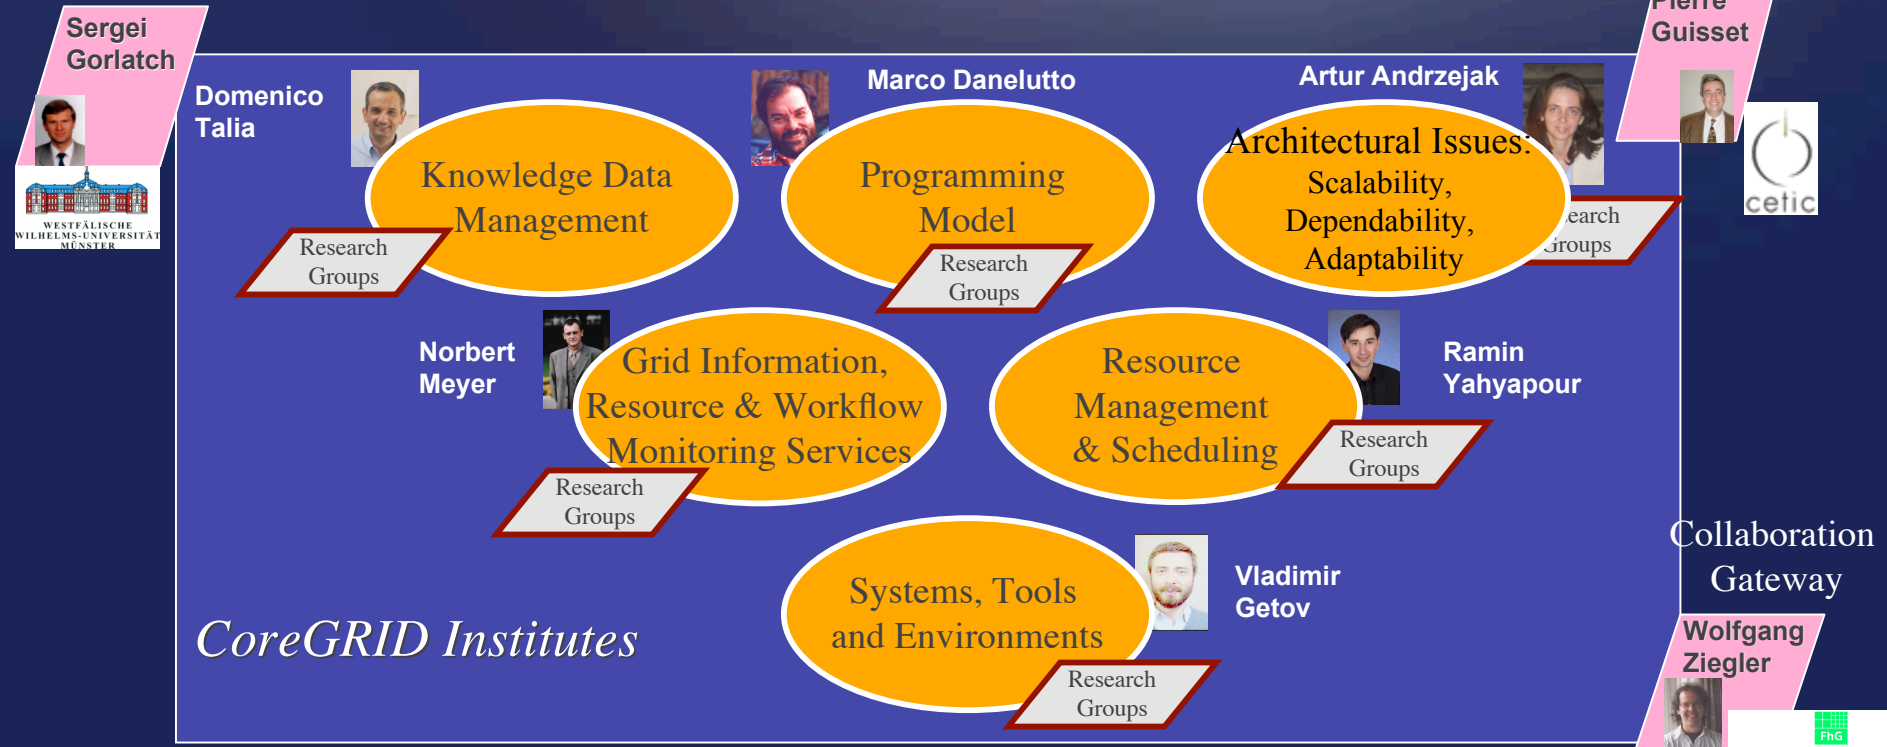 Sergei
Gorlatch
WESTFÄLISCHE
WILHELMS-UNIVERSITÄT
MÜNSTER
Pierre
Guisset
cetic
Domenico
Talia
Knowledge Data
Management
Research
Groups
Marco Danelutto
Programming
Model
Research
Groups
Artur Andrzejak
Architectural Issues:
Scalability,
Dependability,
Adaptability
Groups
Norbert
Meyer
Grid Information,
Resource & Workflow
Monitoring Services
Research
Groups
Resource
Management
& Scheduling
Research
Groups
Ramin
Yahyapour
Systems, Tools
and Environments
Research
Groups
Vladimir
Getov
CoreGRID Institutes
Collaboration
Gateway
Wolfgang
Ziegler
FhG